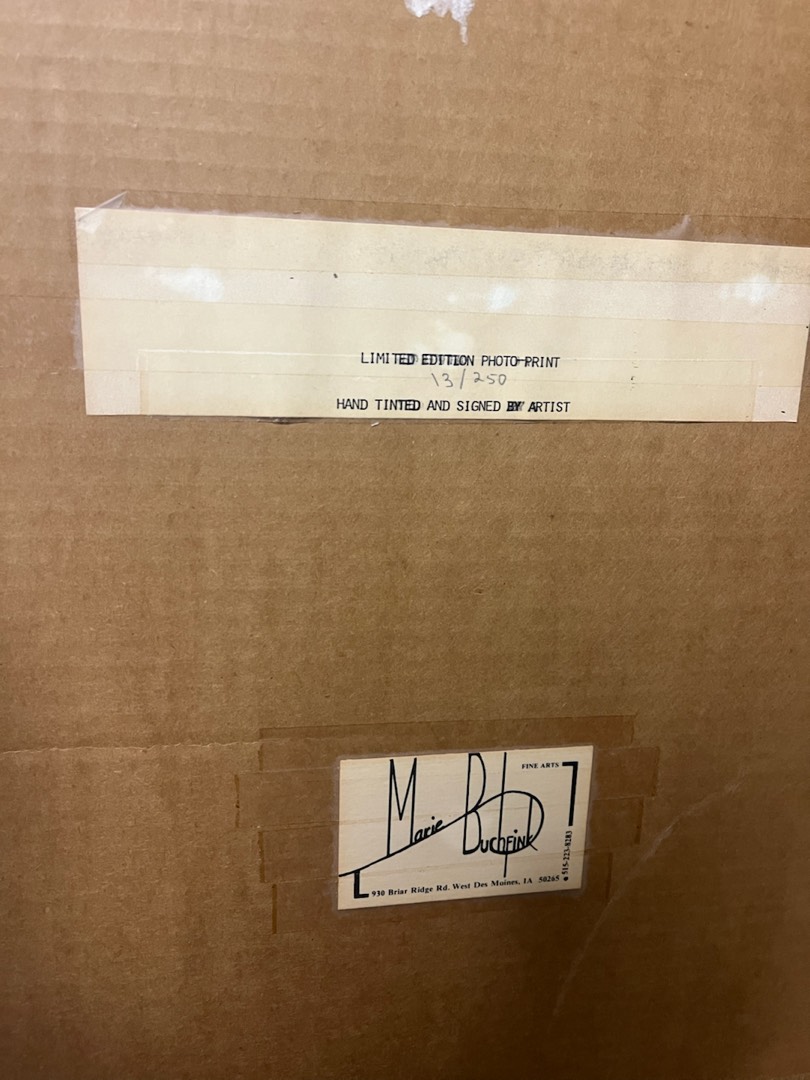 LIMITED EDITION PHOTO-PRINT
13/250
HAND TINTED AND SIGNED BY ARTIST
Marie Buchfink
FINE ARTS
930 Briar Ridge Rd. West Des Moines, IA 50265 • 515-223-8283